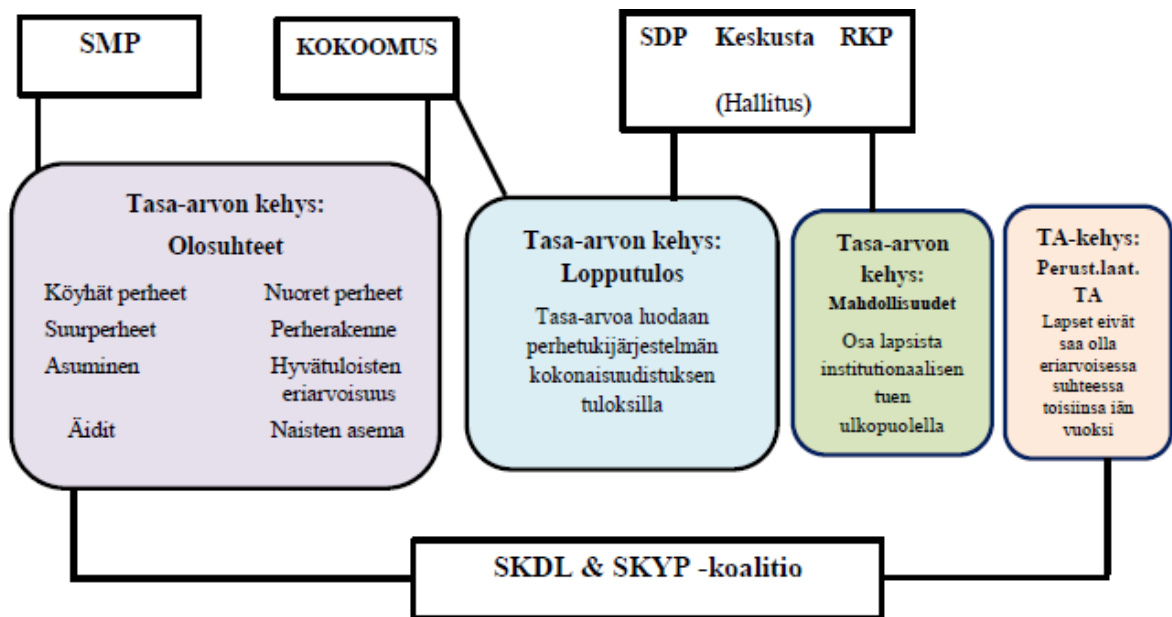 SMP
KOKOOMUS
SDP Keskusta RKP
(Hallitus)
Tasa-arvon kehys:
Olosuhteet
Köyhät perheet Nuoret perheet
Suurperheet Perherakenne
Asuminen Hyvätuloisten
eriarvoisuus
Äidit Naisten asema
Tasa-arvon kehys:
Lopputulos
Tasa-arvoa luodaan
perhetukijärjestelmän
kokonaisuudistuksen
tuloksilla
Tasa-arvon
kehys:
Mahdollisuudet
Osa lapsista
institutionaalisen
tuen
ulkopuolella
TA-kehys:
Perust.laat.
TA
Lapset eivät
saa olla
eriarvoisessa
suhteessa
toisiinsa iän
vuoksi
SKDL & SKYP -koalitio